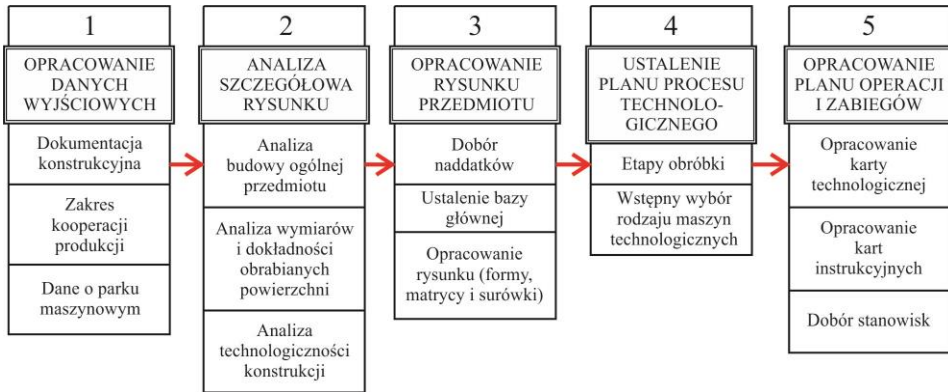 1
OPRACOWANIE
DANYCH
WYJŚCIOWYCH
Dokumentacja
konstrukcyjna
Zakres
kooperacji
produkcji
Dane o parku
maszynowym
2
ANALIZA
SZCZEGÓŁOWA
RYSUNKU
Analiza
budowy ogólnej
przedmiotu
Analiza wymiarów
i dokładności
obrabianych
powierzchni
Analiza
technologiczności
konstrukcji
3
OPRACOWANIE
RYSUNKU
PRZEDMIOTU
Dobór
naddatków
Ustalenie bazy
głównej
Opracowanie
rysunku (formy,
matrycy i surówki)
4
USTALENIE
PLANU PROCESU
TECHNOLO-
GICZNEGO
Etapy obróbki
Wstępny wybór
rodzaju maszyn
technologicznych
5
OPRACOWANIE
PLANU OPERACJI
I ZABIEGÓW
Opracowanie
karty
technologicznej
Opracowanie
kart
instrukcyjnych
Dobór stanowisk